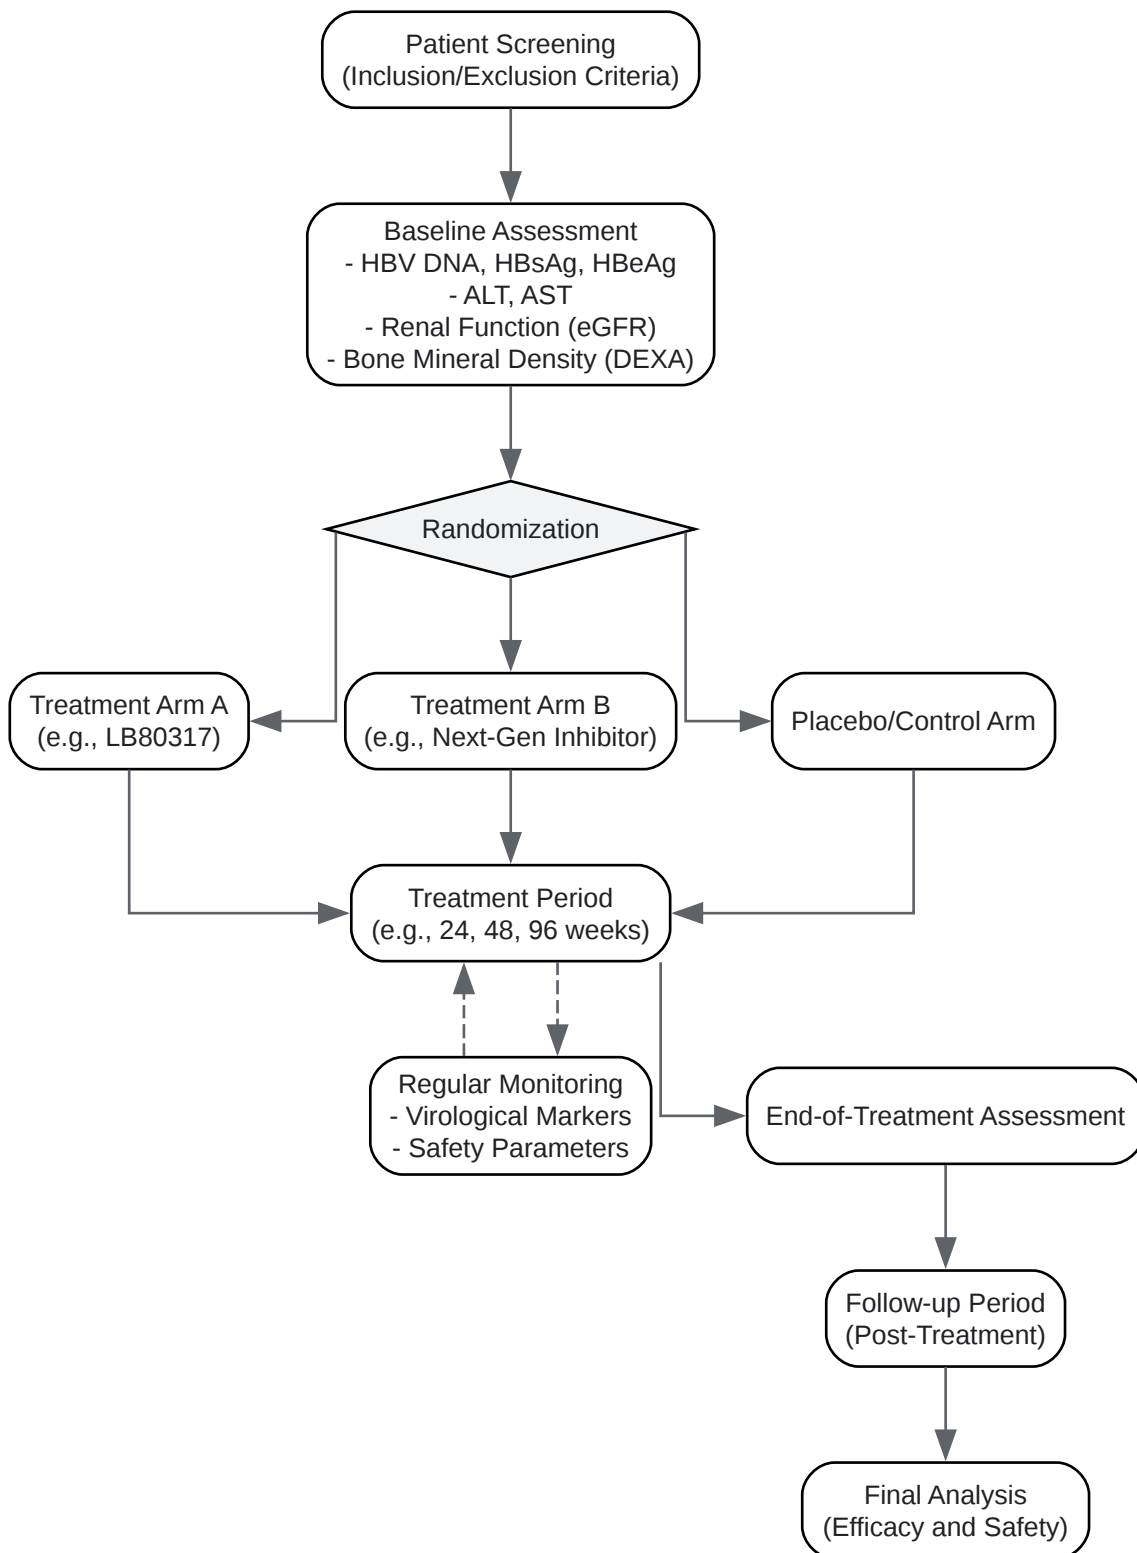 Patient Screening
(Inclusion/Exclusion Criteria)
Baseline Assessment
- HBV DNA, HBsAg, HBeAg
- ALT, AST
- Renal Function (eGFR)
- Bone Mineral Density (DEXA)
Randomization
Treatment Arm A
(e.g., LB80317)
Treatment Arm B
(e.g., Next-Gen Inhibitor)
Placebo/Control Arm
Treatment Period
(e.g., 24, 48, 96 weeks)
Regular Monitoring
- Virological Markers
- Safety Parameters
End-of-Treatment Assessment
Follow-up Period
(Post-Treatment)
Final Analysis
(Efficacy and Safety)